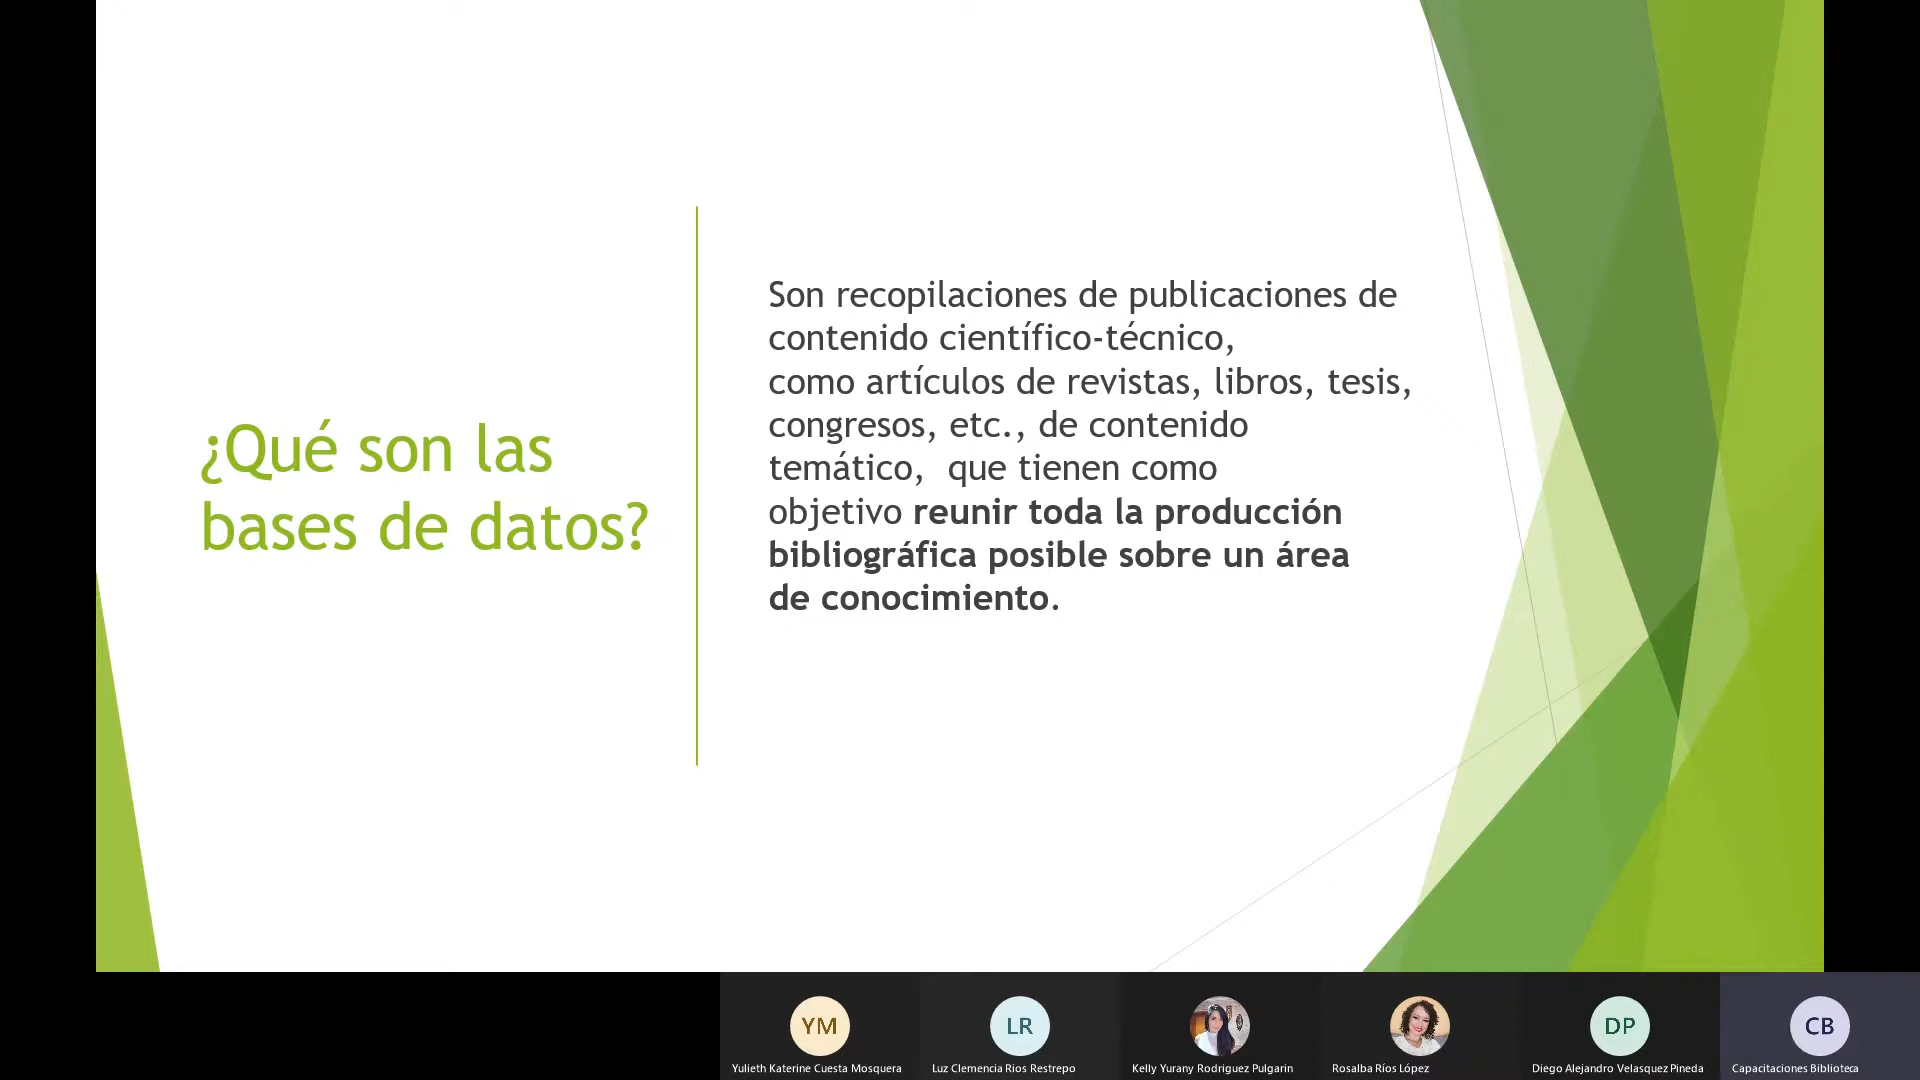 ¿Qué son las
bases de datos?
Son recopilaciones de publicaciones de
contenido científico-técnico,
como artículos de revistas, libros, tesis,
congresos, etc., de contenido
temático,  que tienen como
objetivo reunir toda la producción
bibliográfica posible sobre un área
de conocimiento.
YM
LR
DP
CB
Yulieth Katerine Cuesta Mosquera
Luz Clemencia Rios Restrepo
Kelly Yurany Rodriguez Pulgarin
Rosalba Ríos López
Diego Alejandro Velasquez Pineda
Capacitaciones Biblioteca